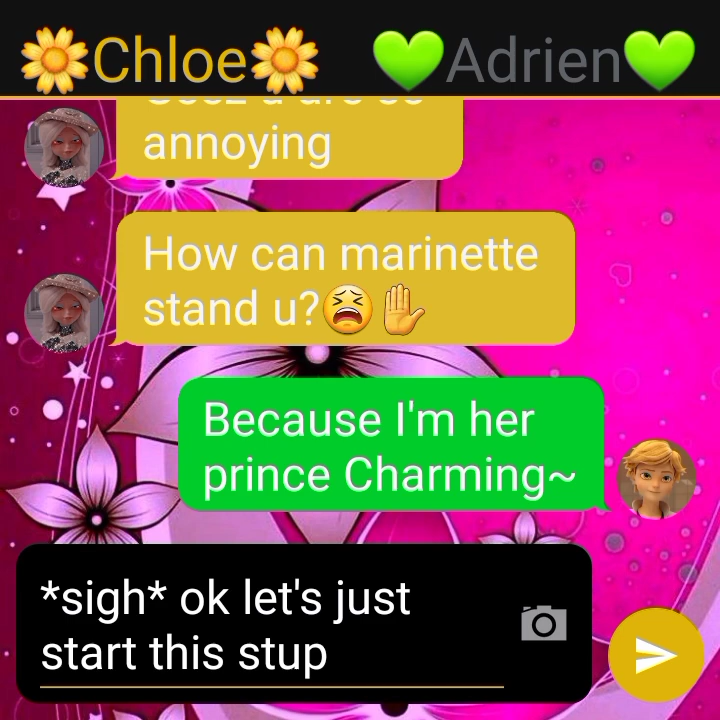 🌼Chloe🌼 💚Adrien💚
annoying
How can marinette
stand u?😫✋
Because I'm her
prince Charming~
*sigh* ok let's just
start this stup